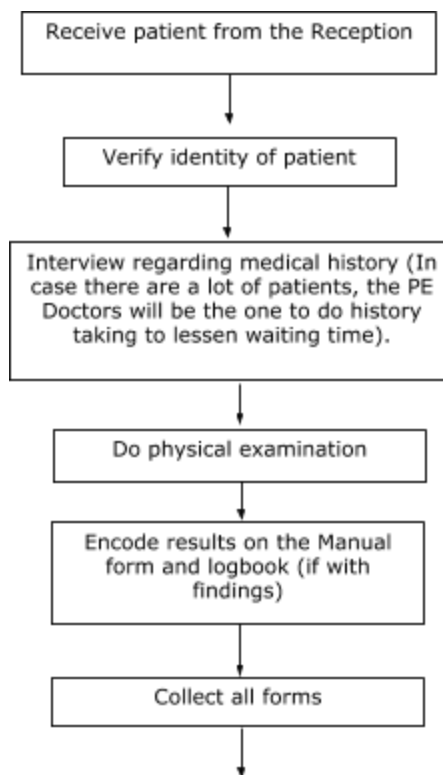 Receive patient from the Reception
Verify identity of patient
Interview regarding medical history (In
case there are a lot of patients, the PE
Doctors will be the one to do history
taking to lessen waiting time).
Do physical examination
Encode results on the Manual
form and logbook (if with
findings)
Collect all forms